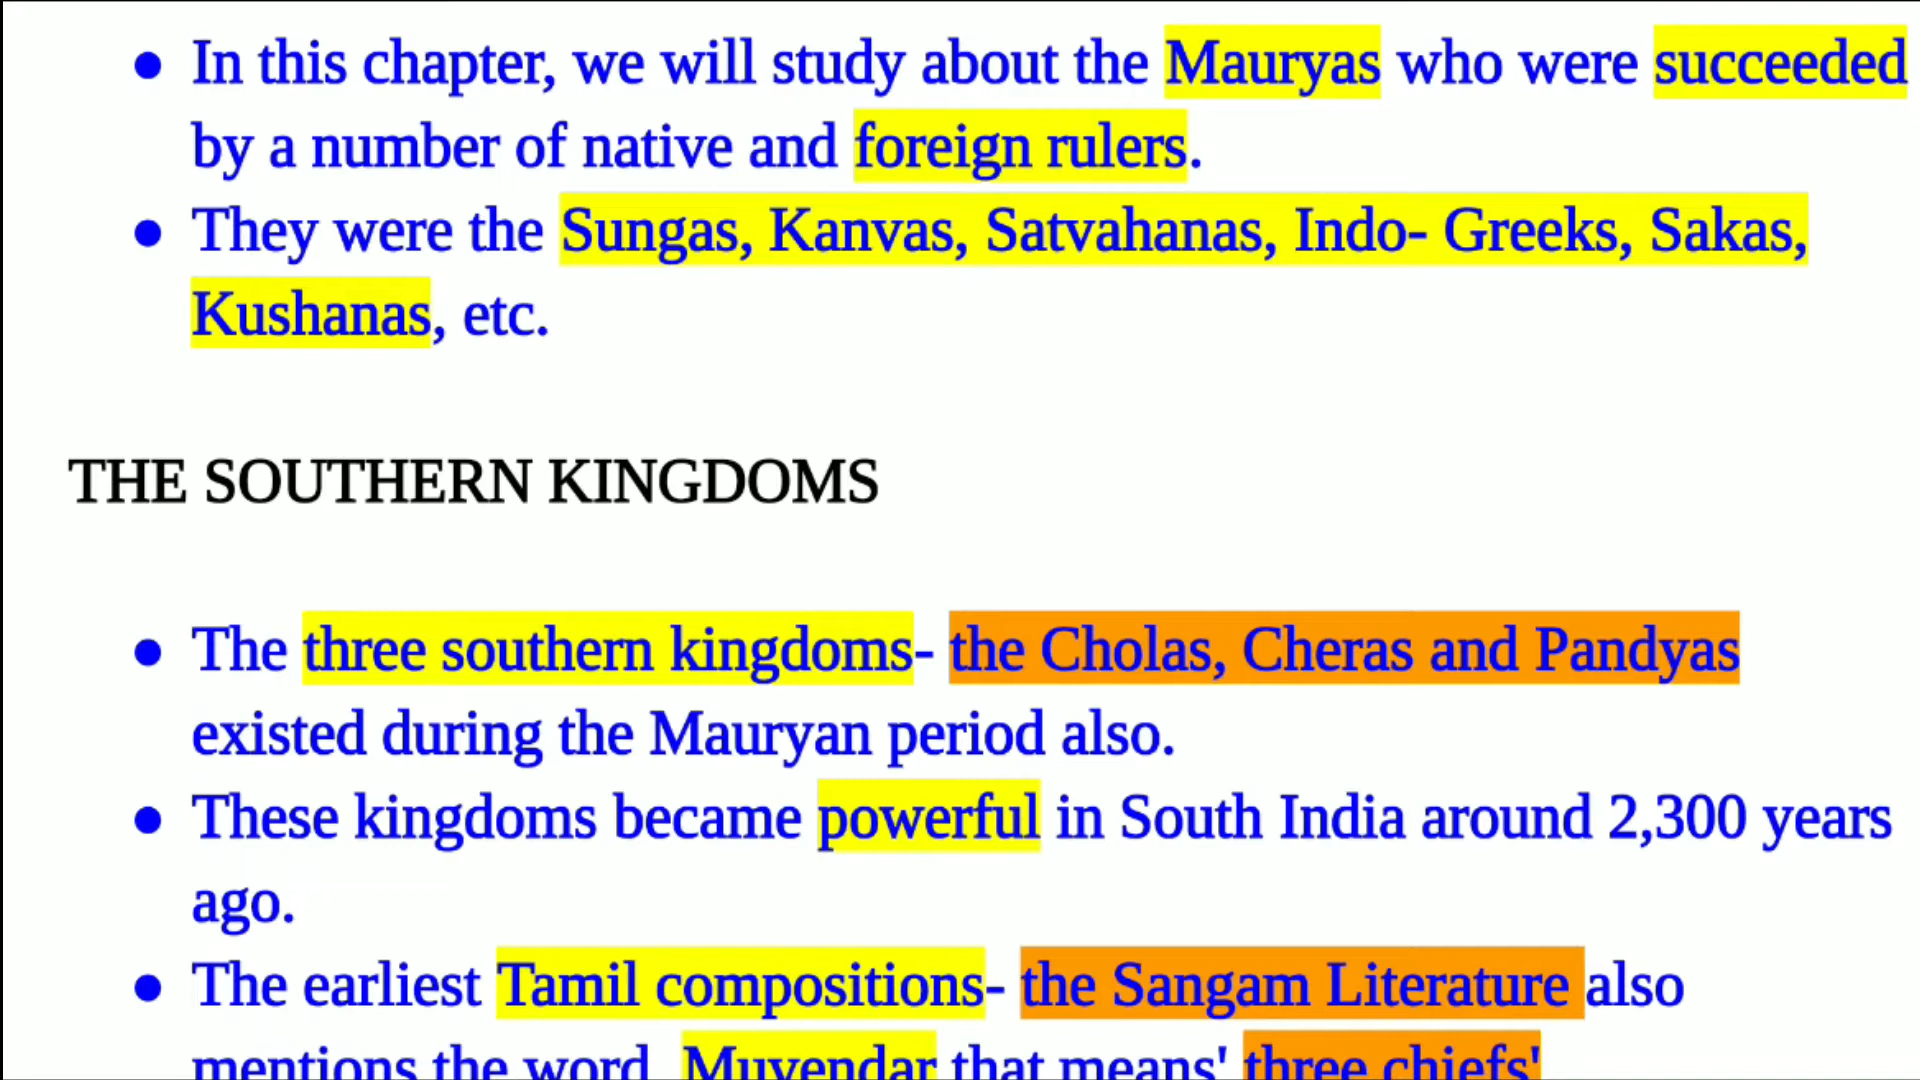 ● In this chapter, we will study about the Mauryas who were succeeded
by a number of native and foreign rulers.
● They were the Sungas, Kanvas, Satvahanas, Indo- Greeks, Sakas,
Kushanas, etc.
THE SOUTHERN KINGDOMS
● The three southern kingdoms- the Cholas, Cheras and Pandyas
existed during the Mauryan period also.
● These kingdoms became powerful in South India around 2,300 years
ago.
● The earliest Tamil compositions- the Sangam Literature also
mentions the word, Muvendar that means' three chiefs'